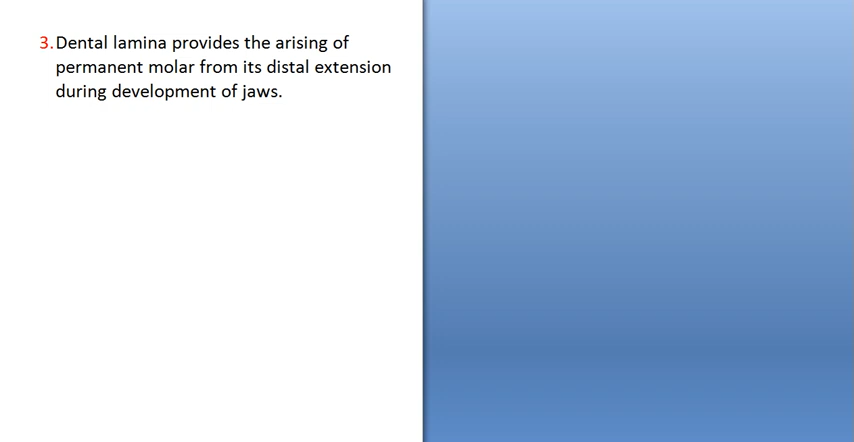 3.Dental lamina provides the arising of
permanent molar from its distal extension
during development of jaws.